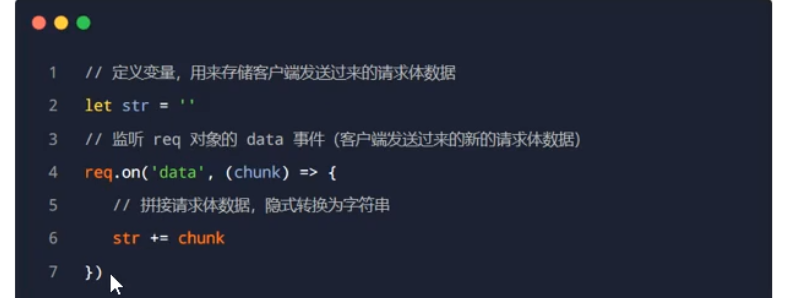 1 // 定义变量，用来存储客户端发送过来的请求体数据
2 let str = ''
3 // 监听 req 对象的 data 事件（客户端发送过来的新的请求体数据）
4 req.on('data', (chunk) => {
5 // 拼接请求体数据，隐式转换为字符串
6 str += chunk
7 })